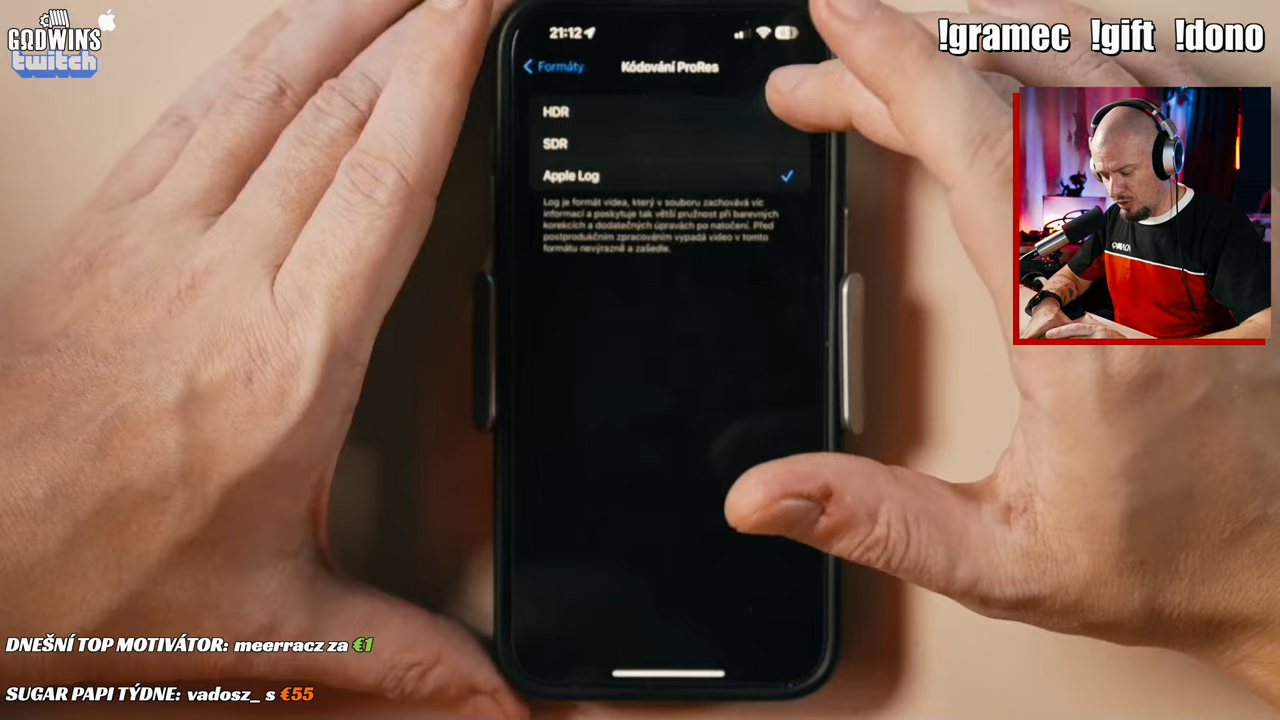 GODWINS
twitch
!gramec !gift !dono
21:12
Formáty
Kódování ProRes
HDR
SDR
Apple Log
Log je formát videa, který v souboru zachovává víc
informací a poskytuje tak větší pružnost při barevných
korekcích a dodatečných úpravách po natočení. Před
postprodukčním zpracováním vypadá video v tomto
formátu nevýrazně a zašedle.
DNEŠNÍ TOP MOTIVÁTOR: meerracz za €1
SUGAR PAPI TÝDNE: vadosz_ s €55